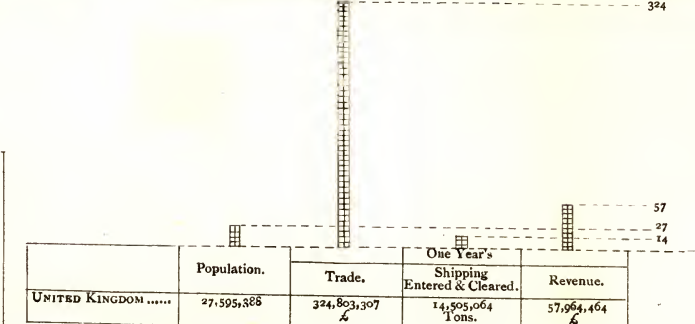 324
57
27
14
One Year's
Population.
Trade.
Shipping
Entered & Cleared.
Revenue.
UNITED KINGDOM ......
27,595,388
324,803,307
£
14,505,064
Tons.
57,964,464
£